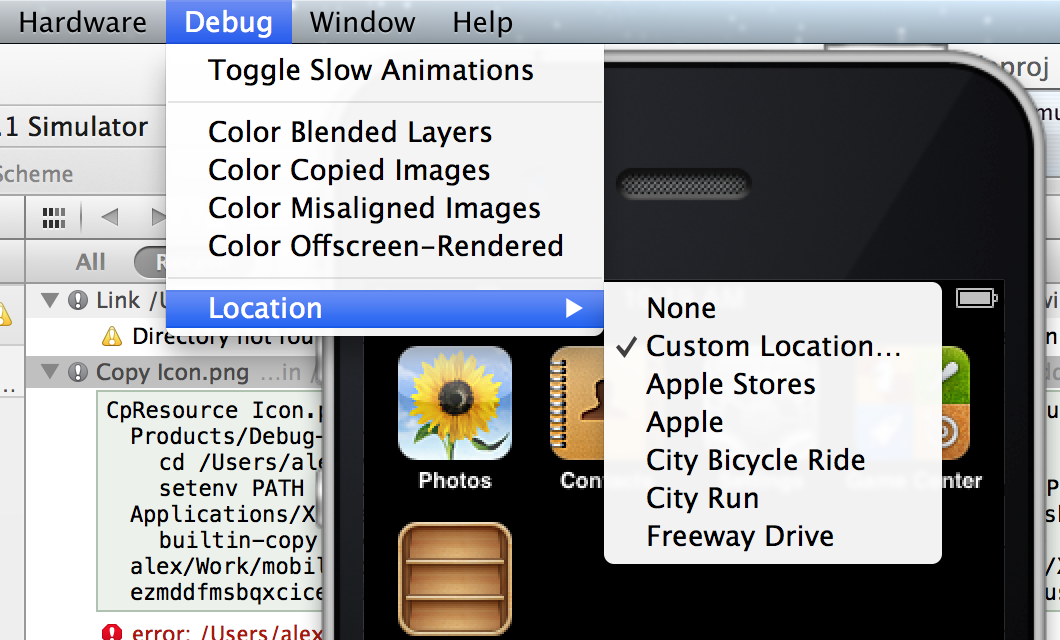 Hardware Debug Window Help
Toggle Slow Animations
proj
.1 Simulator
Color Blended Layers
Color Copied Images
Scheme
Color Misaligned Images
Color Offscreen-Rendered
All
Link /U
Location
None
Directory not fou
Custom Location...
Copy Icon.png ...in /
Apple Stores
CpResource Icon.p
Apple
Products/Debug-
cd /Users/ale
City Bicycle Ride
Photos
setenv PATH
City Run
Applications/X
Freeway Drive
builtin-copy
alex/Work/mobil
ezmddfmsbqxcice
error: /Users/alex